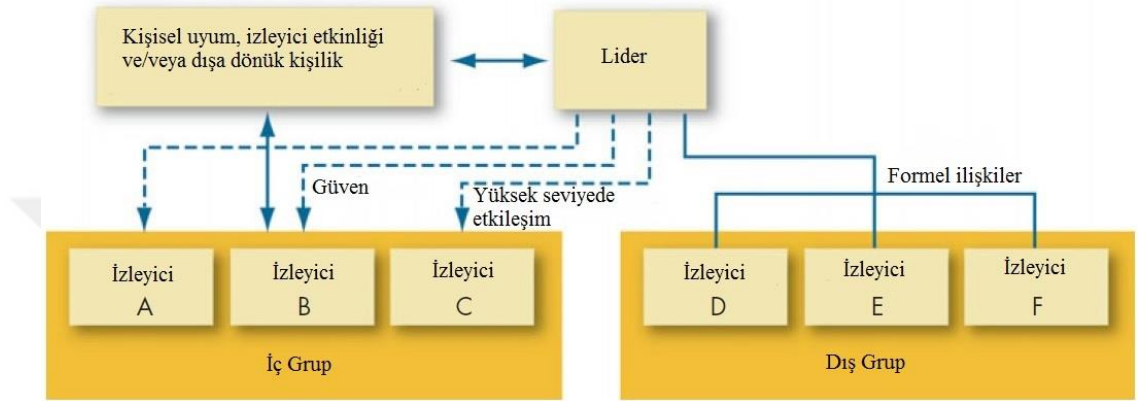 Kişisel uyum, izleyici etkinliği
ve/veya dışa dönük kişilik
Lider
Güven
Yüksek seviyede
etkileşim
Formel ilişkiler
İzleyici
A
İzleyici
B
İzleyici
C
İç Grup
İzleyici
D
İzleyici
E
İzleyici
F
Dış Grup